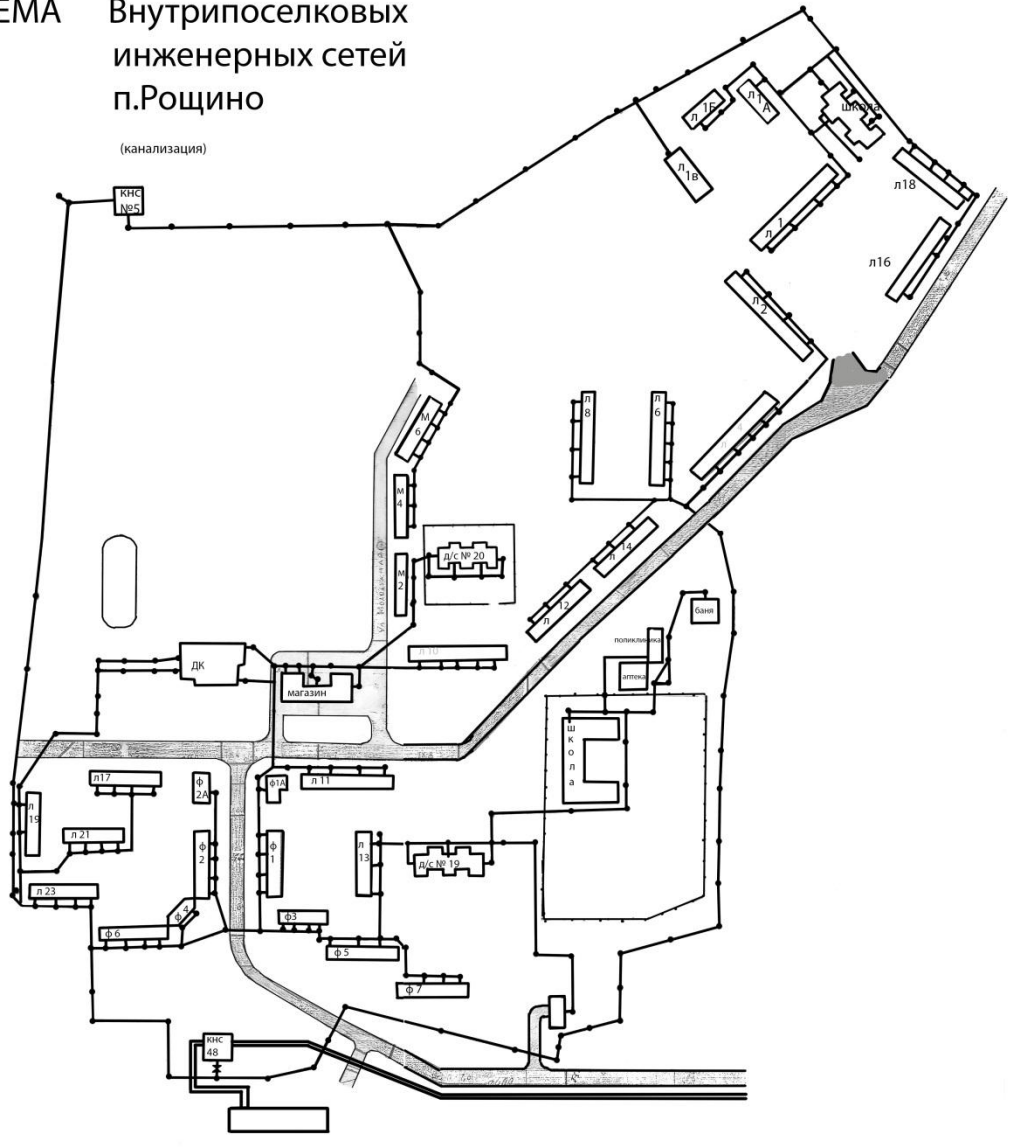 ЕМА Внутрипоселковых
инженерных сетей
п.Рощино
(канализация)
кнс
№5
л
1Б
л
1
А
школа
л
1в
л18
л
1
л16
л
2
л
8
л
6
М
6
м
4
м
2
д/с № 20
л
14
л
12
л 10
баня
поликлиника
аптека
ДК
магазин
ш
к
о
л
а
л17
ф
2А
ф1А
л 11
л
19
л 21
ф
2
ф
1
л
13
д/с № 19
л 23
ф
4
ф 6
ф3
ф 5
ф 7
кнс
48